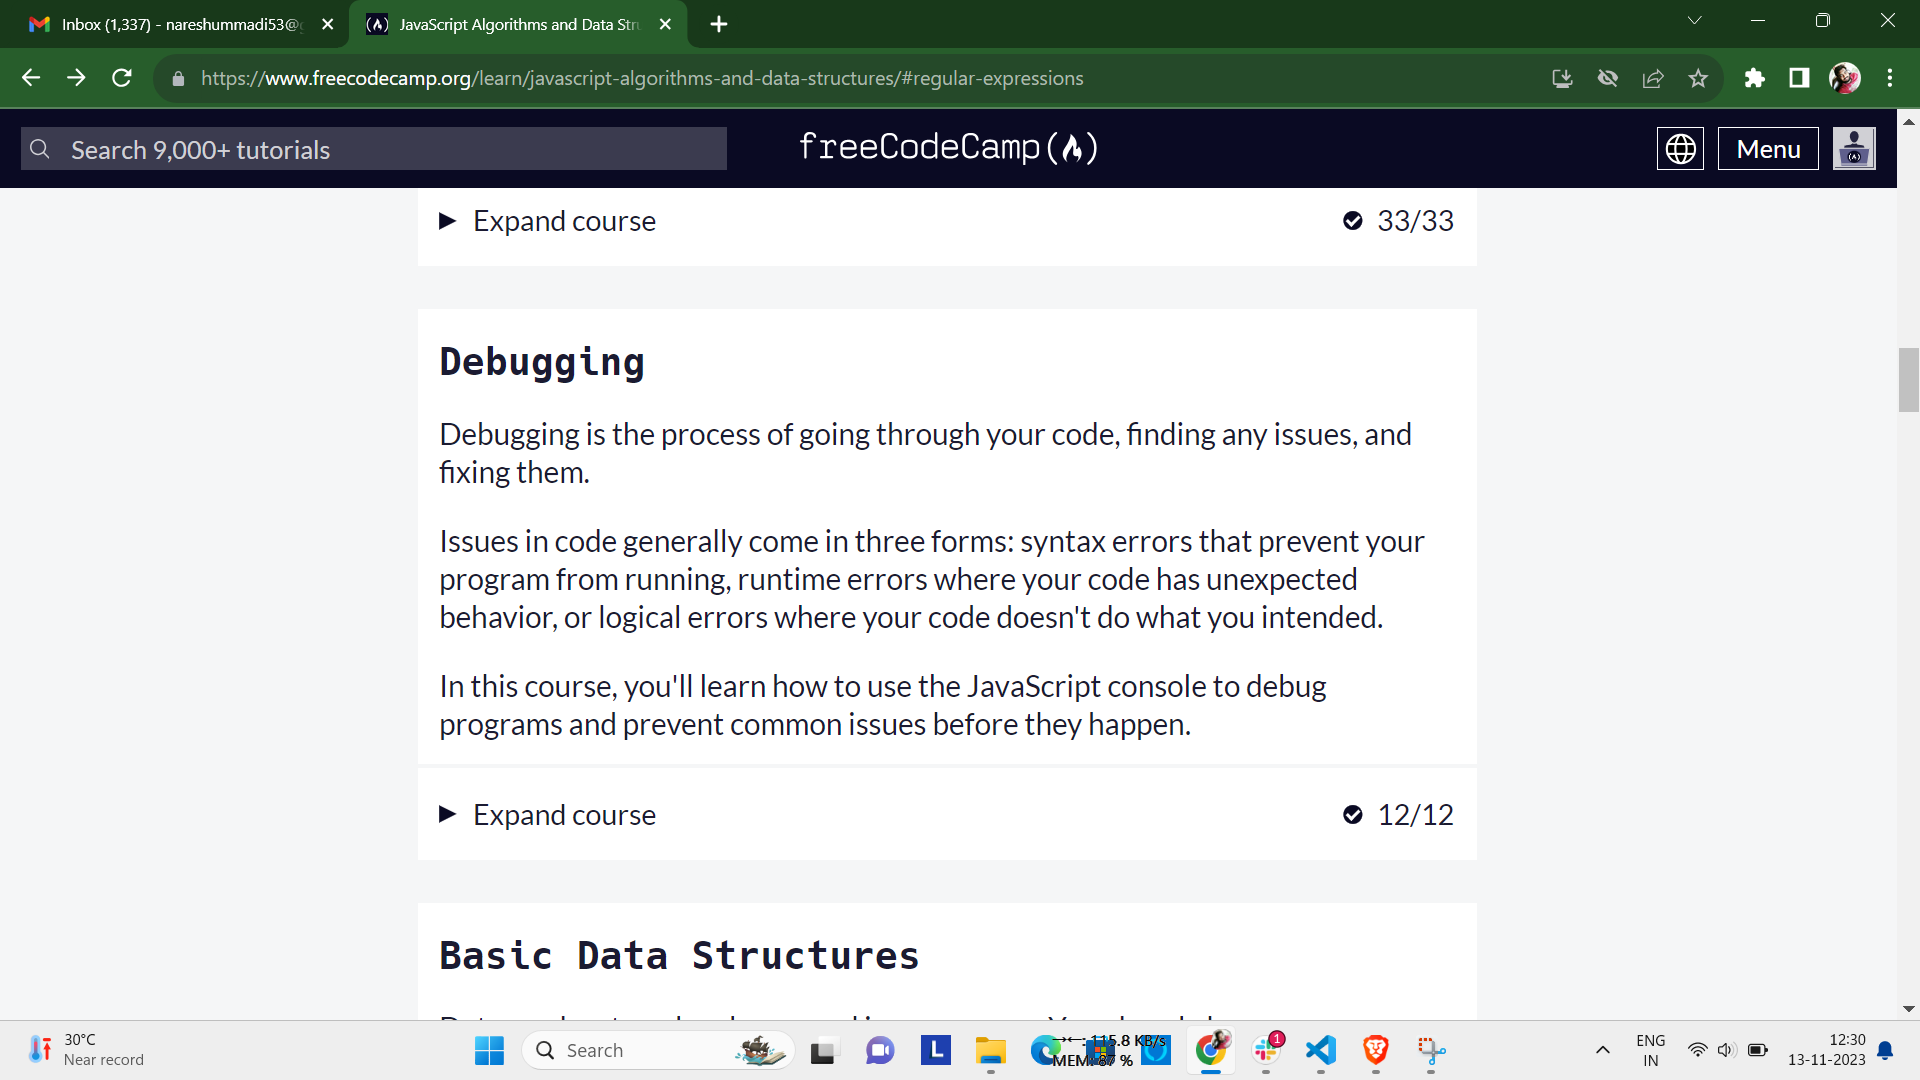 Inbox (1,337) - nareshummadi53@g
JavaScript Algorithms and Data Stru
https://www.freecodecamp.org/learn/javascript-algorithms-and-data-structures/#regular-expressions
Search 9,000+ tutorials
freeCodeCamp(🔥)
Menu
Expand course
33/33
Debugging
Debugging is the process of going through your code, finding any issues, and
fixing them.
Issues in code generally come in three forms: syntax errors that prevent your
program from running, runtime errors where your code has unexpected
behavior, or logical errors where your code doesn't do what you intended.
In this course, you'll learn how to use the JavaScript console to debug
programs and prevent common issues before they happen.
Expand course
12/12
Basic Data Structures
30°C
Near record
Search
L
115.8 KB/s
MEM: 87 %
1
ENG
IN
12:30
13-11-2023